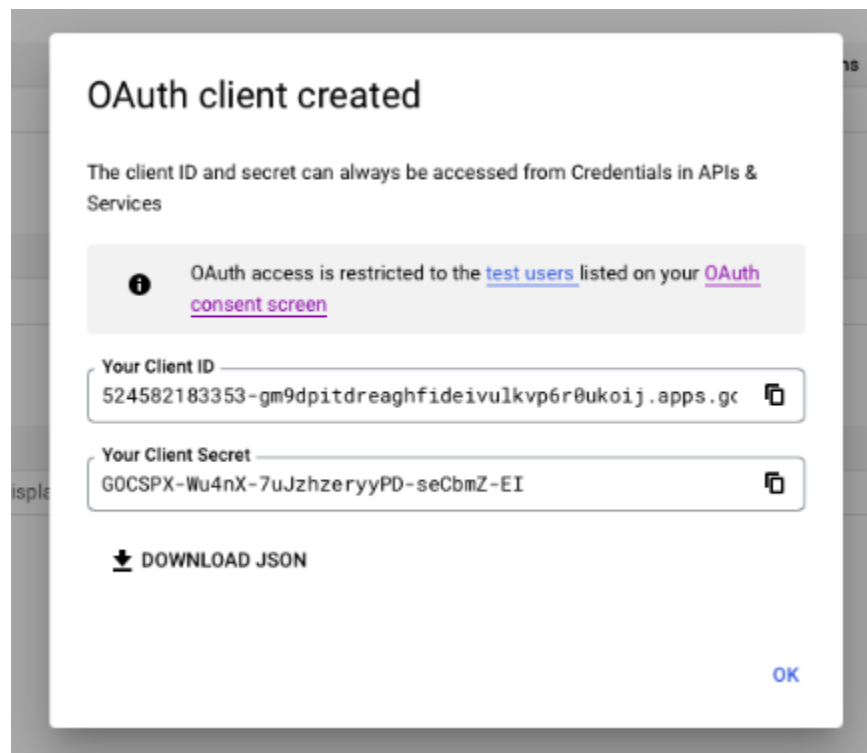 OAuth client created
The client ID and secret can always be accessed from Credentials in APIs &
Services
OAuth access is restricted to the test users listed on your OAuth
consent screen
Your Client ID
524582183353-gm9dpitdreaghfideivulkvp6r0ukoij.apps.gc
Your Client Secret
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
DOWNLOAD JSON
OK